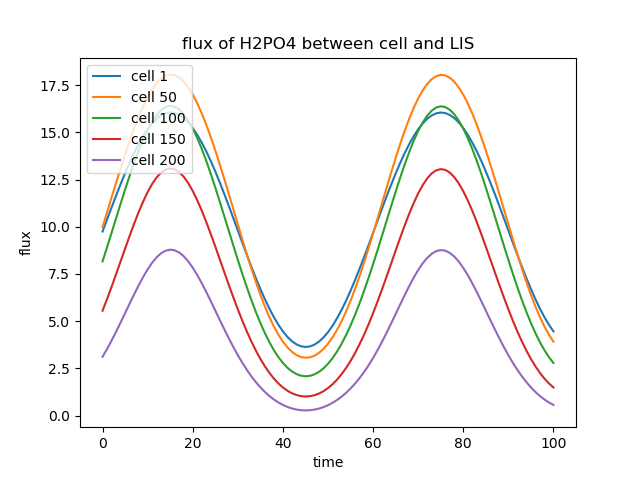 flux of H2PO4 between cell and LIS
cell 1
cell 50
cell 100
cell 150
cell 200
17.5
15.0
12.5
10.0
7.5
5.0
2.5
0.0
flux
0 20 40 60 80 100
time